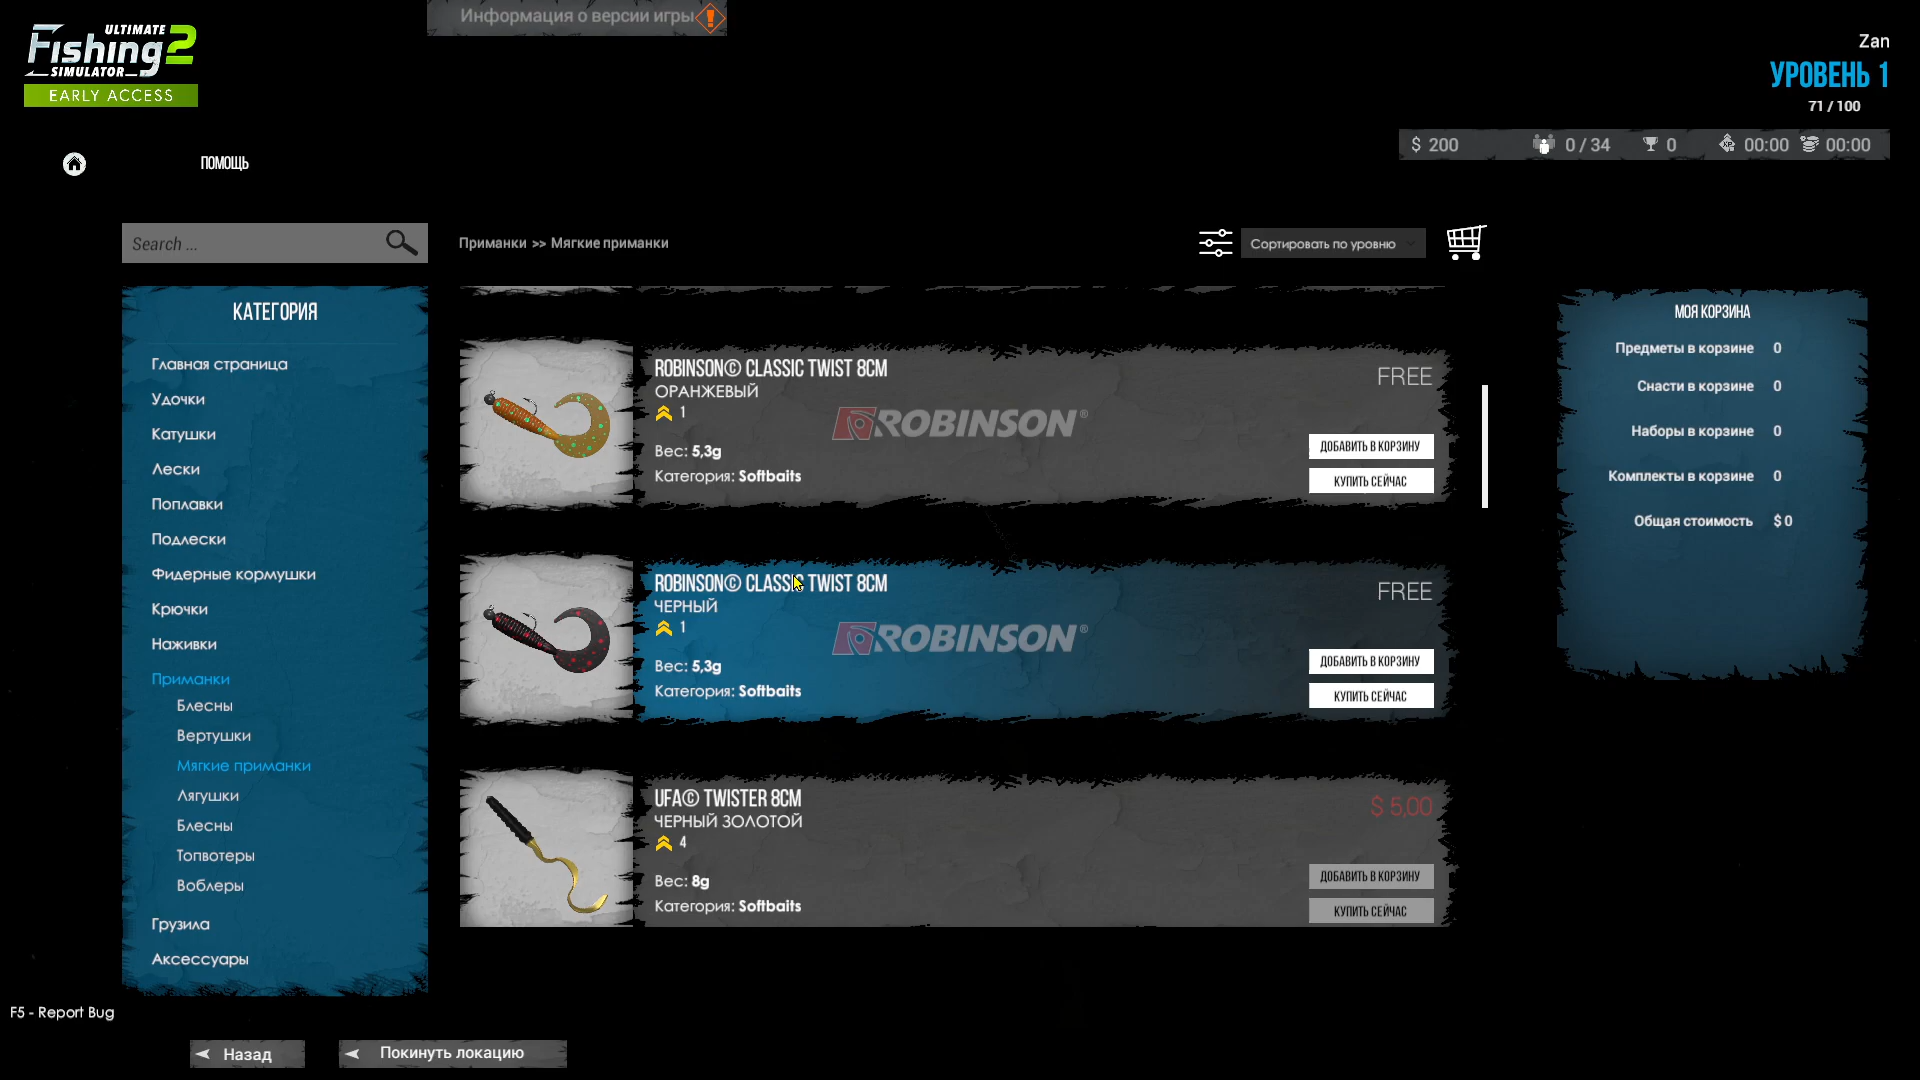 Информация о версии игры
ULTIMATE
Fishing 2
SIMULATOR
EARLY ACCESS
Zan
УРОВЕНЬ 1
71 / 100
$ 200
0 / 34
0
XP 00:00
00:00
ПОМОЩЬ
Search ...
Приманки >> Мягкие приманки
Сортировать по уровню
КАТЕГОРИЯ
Главная страница
Удочки
Катушки
Лески
Поплавки
Подлески
Фидерные кормушки
Крючки
Наживки
Приманки
Блесны
Вертушки
Мягкие приманки
Лягушки
Блесны
Топвотеры
Воблеры
Грузила
Аксессуары
ROBINSON© CLASSIC TWIST 8CM
ОРАНЖЕВЫЙ
1
Вес: 5,3g
Категория: Softbaits
ROBINSON®
FREE
ДОБАВИТЬ В КОРЗИНУ
КУПИТЬ СЕЙЧАС
ROBINSON© CLASSIC TWIST 8CM
ЧЕРНЫЙ
1
Вес: 5,3g
Категория: Softbaits
ROBINSON®
FREE
ДОБАВИТЬ В КОРЗИНУ
КУПИТЬ СЕЙЧАС
UFA© TWISTER 8CM
ЧЕРНЫЙ ЗОЛОТОЙ
4
Вес: 8g
Категория: Softbaits
$ 5,00
ДОБАВИТЬ В КОРЗИНУ
КУПИТЬ СЕЙЧАС
МОЯ КОРЗИНА
Предметы в корзине 0
Снасти в корзине 0
Наборы в корзине 0
Комплекты в корзине 0
Общая стоимость $ 0
F5 - Report Bug
Назад
Покинуть локацию